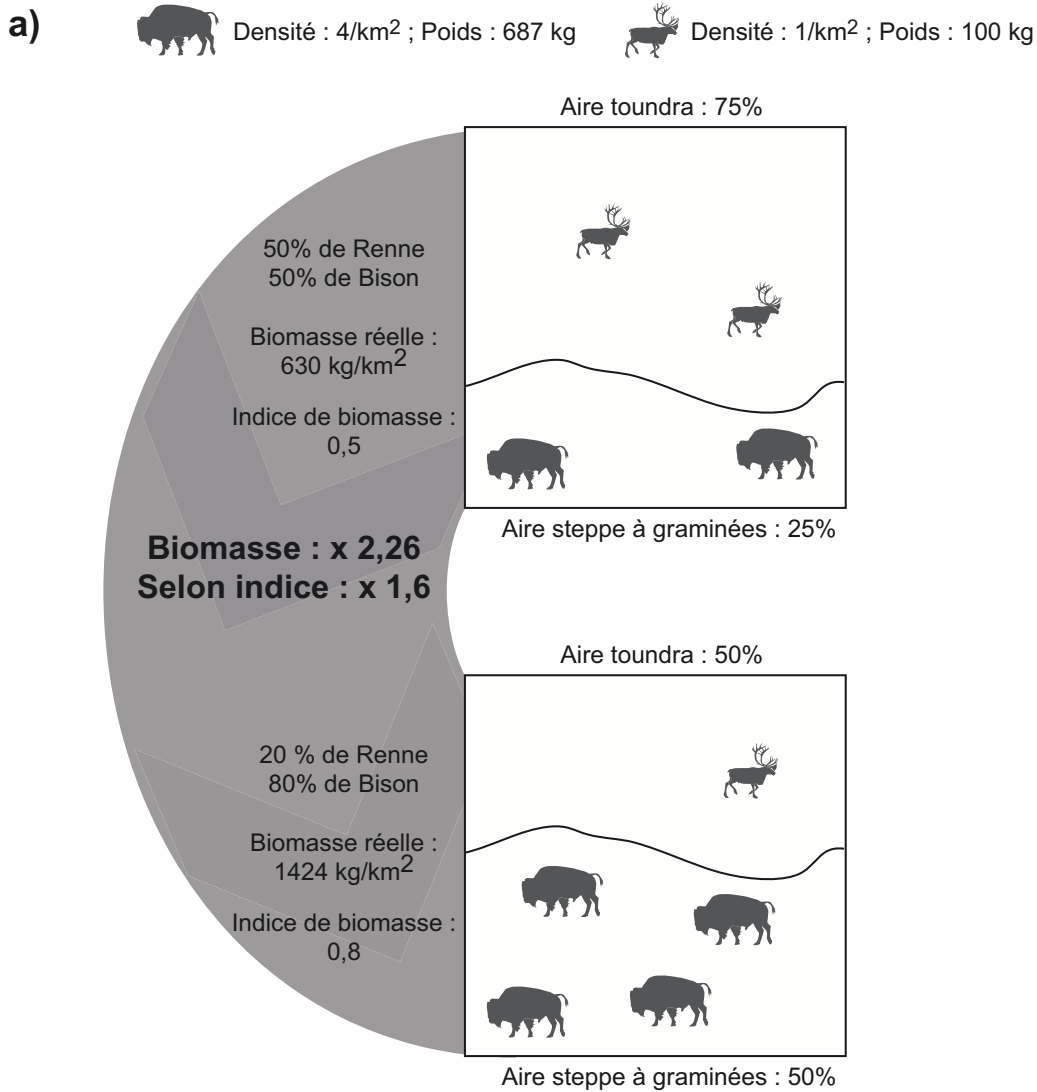 a)
Densité : 4/km² ; Poids : 687 kg
Densité : 1/km² ; Poids : 100 kg
Aire toundra : 75%
50% de Renne
50% de Bison
Biomasse réelle :
630 kg/km²
Indice de biomasse :
0,5
Aire steppe à graminées : 25%
Biomasse : x 2,26
Selon indice : x 1,6
Aire toundra : 50%
20 % de Renne
80% de Bison
Biomasse réelle :
1424 kg/km²
Indice de biomasse :
0,8
Aire steppe à graminées : 50%